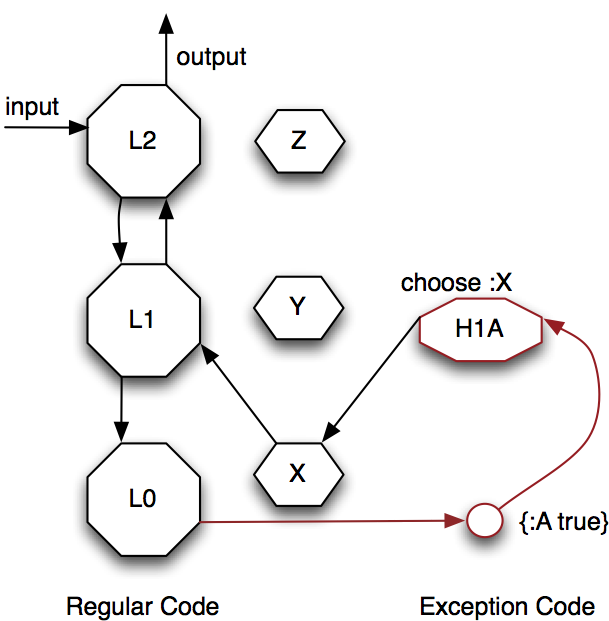 output
input
L2
Z
choose :X
L1
Y
H1A
X
L0
{:A true}
Regular Code
Exception Code